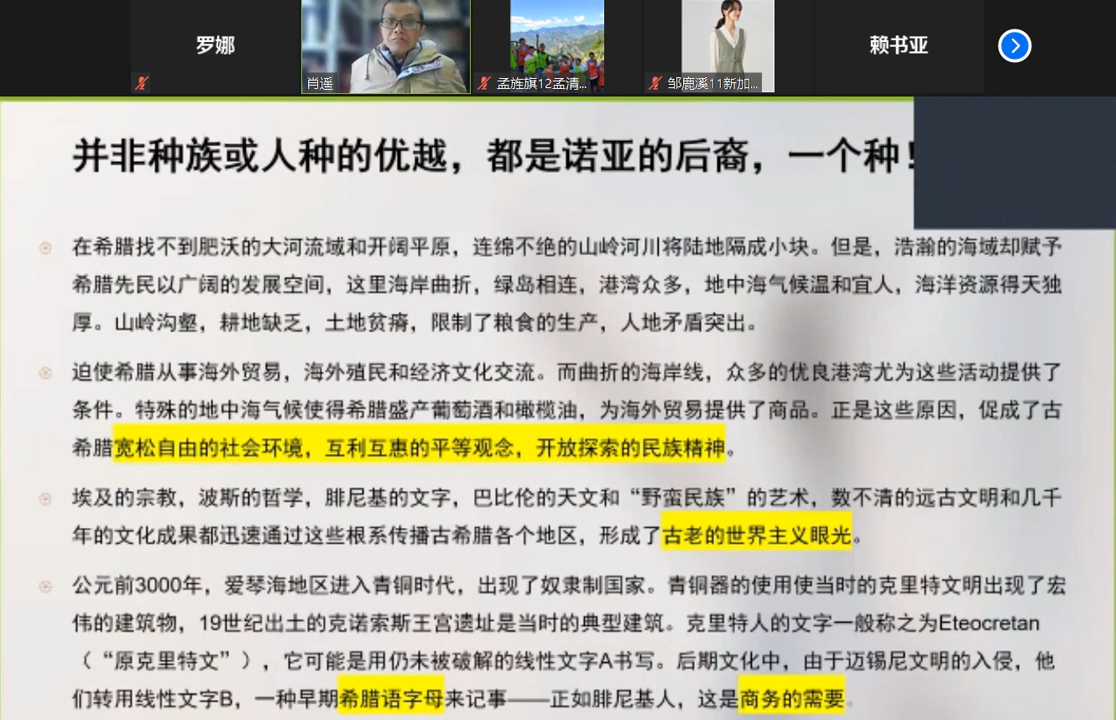 罗娜
肖遥
孟旌旗12孟清...
邹鹿溪11新加...
赖书亚
并非种族或人种的优越，都是诺亚的后裔，一个种！
在希腊找不到肥沃的大河流域和开阔平原，连绵不绝的山岭河川将陆地隔成小块。但是，浩瀚的海域却赋予
希腊先民以广阔的发展空间，这里海岸曲折，绿岛相连，港湾众多，地中海气候温和宜人，海洋资源得天独
厚。山岭沟壑，耕地缺乏，土地贫瘠，限制了粮食的生产，人地矛盾突出。
迫使希腊从事海外贸易，海外殖民和经济文化交流。而曲折的海岸线，众多的优良港湾尤为这些活动提供了
条件。特殊的地中海气候使得希腊盛产葡萄酒和橄榄油，为海外贸易提供了商品。正是这些原因，促成了古
希腊宽松自由的社会环境，互利互惠的平等观念，开放探索的民族精神。
埃及的宗教，波斯的哲学，腓尼基的文字，巴比伦的天文和“野蛮民族”的艺术，数不清的远古文明和几千
年的文化成果都迅速通过这些根系传播古希腊各个地区，形成了古老的世界主义眼光。
公元前3000年，爱琴海地区进入青铜时代，出现了奴隶制国家。青铜器的使用使当时的克里特文明出现了宏
伟的建筑物，19世纪出土的克诺索斯王宫遗址是当时的典型建筑。克里特人的文字一般称之为Eteocretan
（“原克里特文”），它可能是用仍未被破解的线性文字A书写。后期文化中，由于迈锡尼文明的入侵，他
们转用线性文字B，一种早期希腊语字母来记事——正如腓尼基人，这是商务的需要。